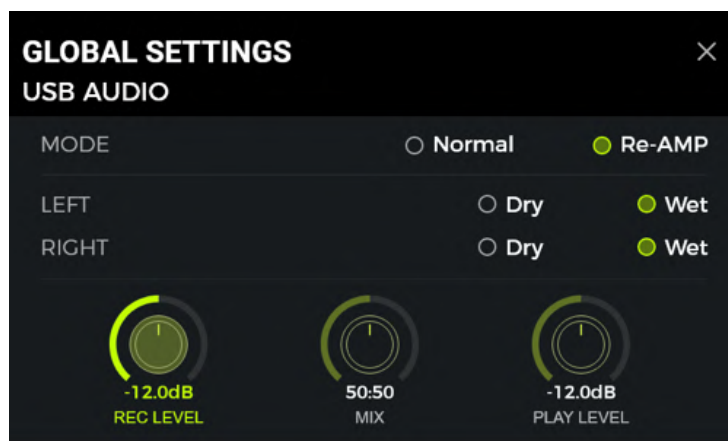 GLOBAL SETTINGS
USB AUDIO
MODE Normal Re-AMP
LEFT Dry Wet
RIGHT Dry Wet
-12.0dB 50:50 -12.0dB
REC LEVEL MIX PLAY LEVEL